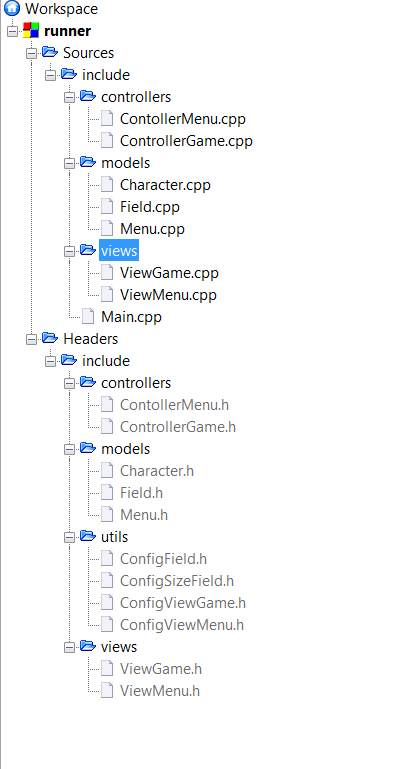 Workspace
runner
Sources
include
controllers
ContollerMenu.cpp
ControllerGame.cpp
models
Character.cpp
Field.cpp
Menu.cpp
views
ViewGame.cpp
ViewMenu.cpp
Main.cpp
Headers
include
controllers
ContollerMenu.h
ControllerGame.h
models
Character.h
Field.h
Menu.h
utils
ConfigField.h
ConfigSizeField.h
ConfigViewGame.h
ConfigViewMenu.h
views
ViewGame.h
ViewMenu.h